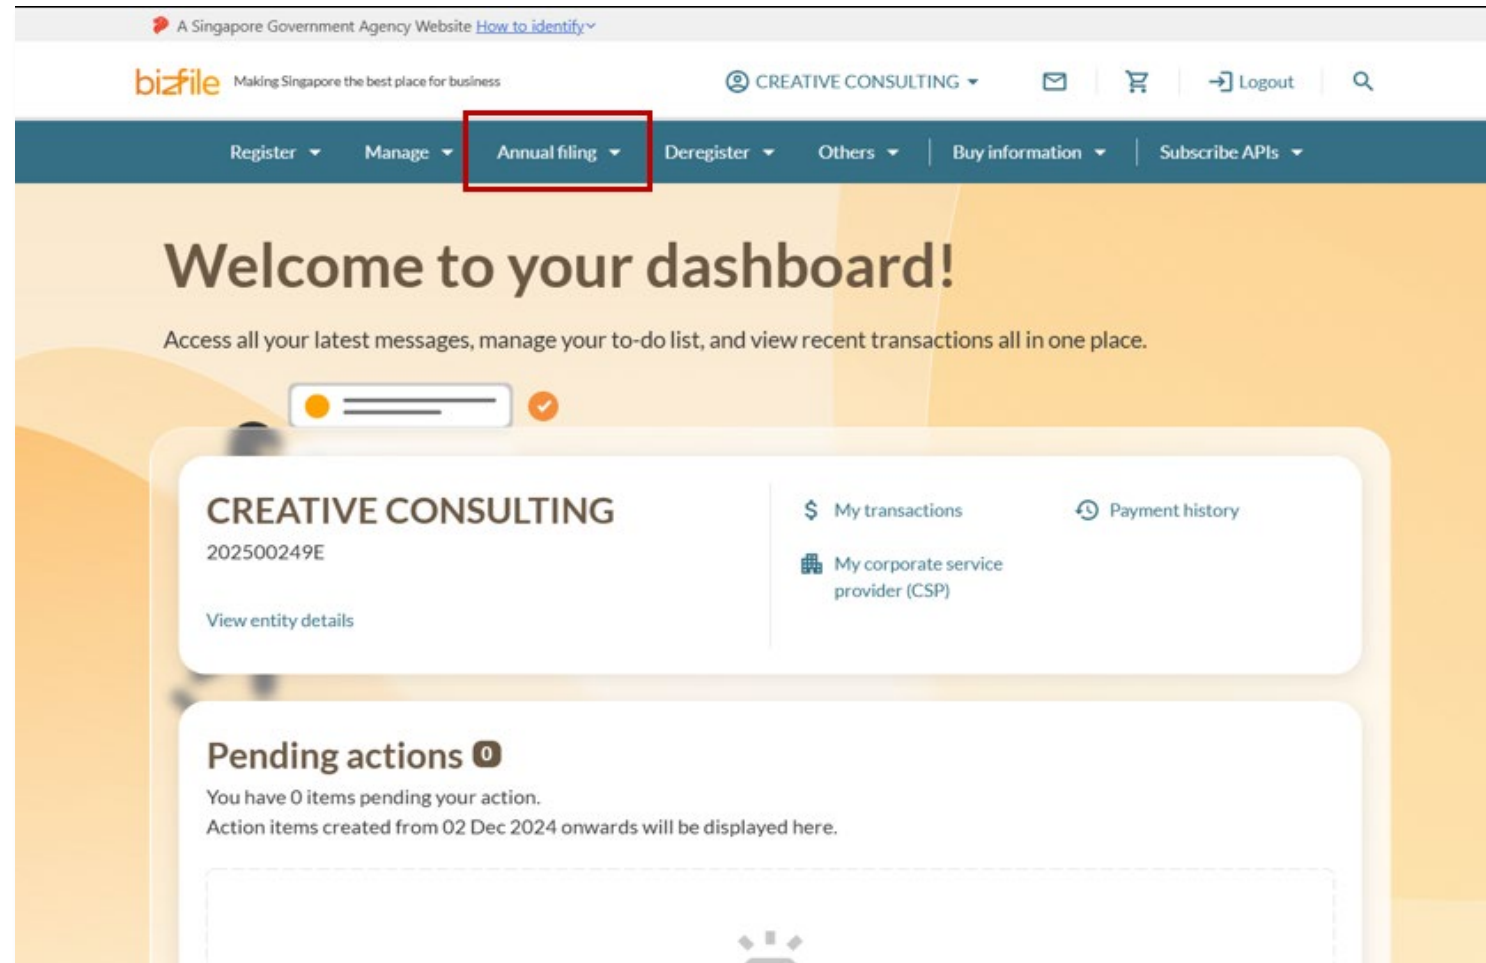 A Singapore Government Agency Website How to identify
bizfile Making Singapore the best place for business CREATIVE CONSULTING Logout
Register Manage Annual filing Deregister Others Buy information Subscribe APIs
Welcome to your dashboard!
Access all your latest messages, manage your to-do list, and view recent transactions all in one place.
CREATIVE CONSULTING
202500249E
View entity details
$ My transactions
Payment history
My corporate service
provider (CSP)
Pending actions 0
You have 0 items pending your action.
Action items created from 02 Dec 2024 onwards will be displayed here.